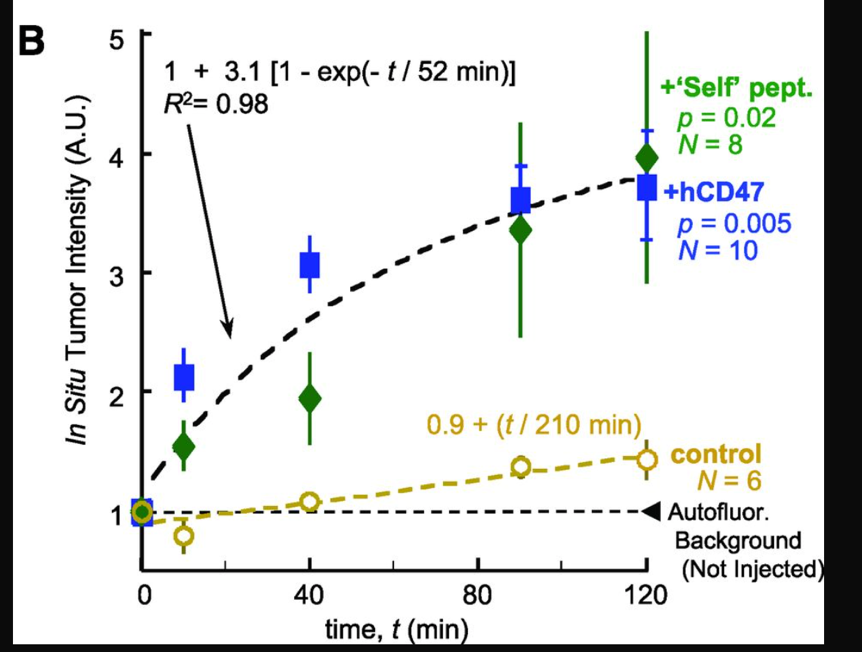 B
5
4
3
2
1
In Situ Tumor Intensity (A.U.)
1 + 3.1 [1 - exp(- t / 52 min)]
R²= 0.98
+‘Self’ pept.
p = 0.02
N = 8
+hCD47
p = 0.005
N = 10
0.9 + (t / 210 min)
control
N = 6
Autofluor.
Background
(Not Injected)
0 40 80 120
time, t (min)